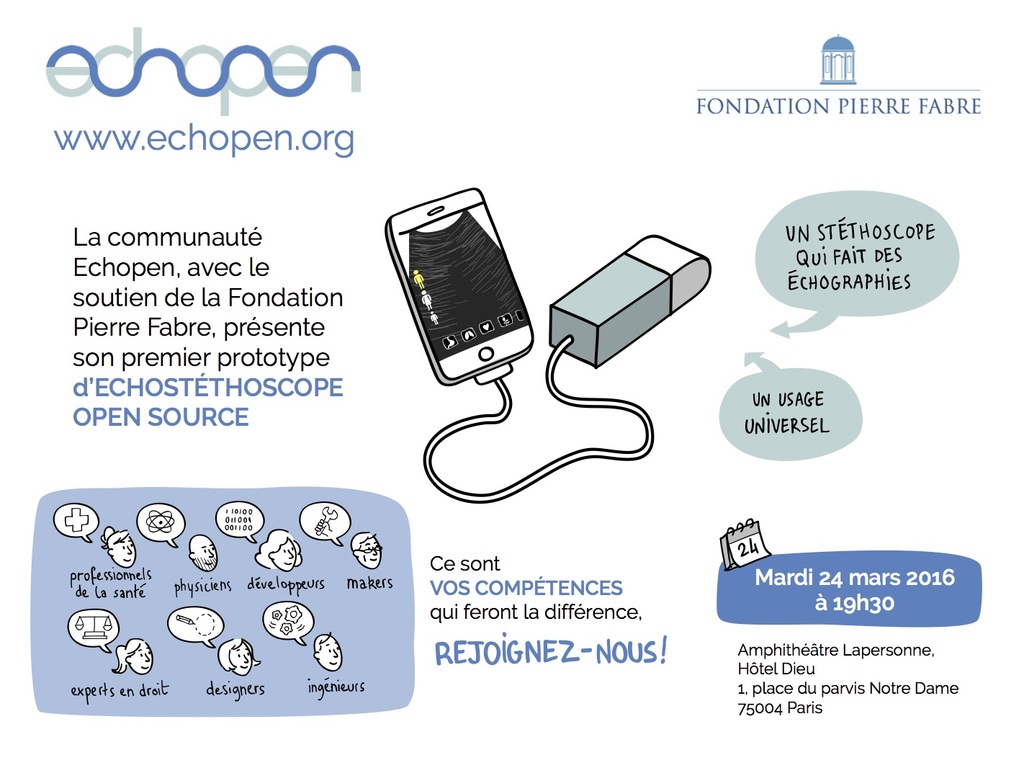 echopen
www.echopen.org
FONDATION PIERRE FABRE
La communauté
Echopen, avec le
soutien de la Fondation
Pierre Fabre, présente
son premier prototype
d'ECHOSTÉTHOSCOPE
OPEN SOURCE
UN STÉTHOSCOPE
QUI FAIT DES
ÉCHOGRAPHIES
UN USAGE
UNIVERSEL
110100
011001
001100
professionnels
de la santé
physiciens
développeurs
makers
experts en droit
designers
ingénieurs
Ce sont
VOS COMPÉTENCES
qui feront la différence,
REJOIGNEZ-NOUS!
24
Mardi 24 mars 2016
à 19h30
Amphithéâtre Lapersonne,
Hôtel Dieu
1, place du parvis Notre Dame
75004 Paris